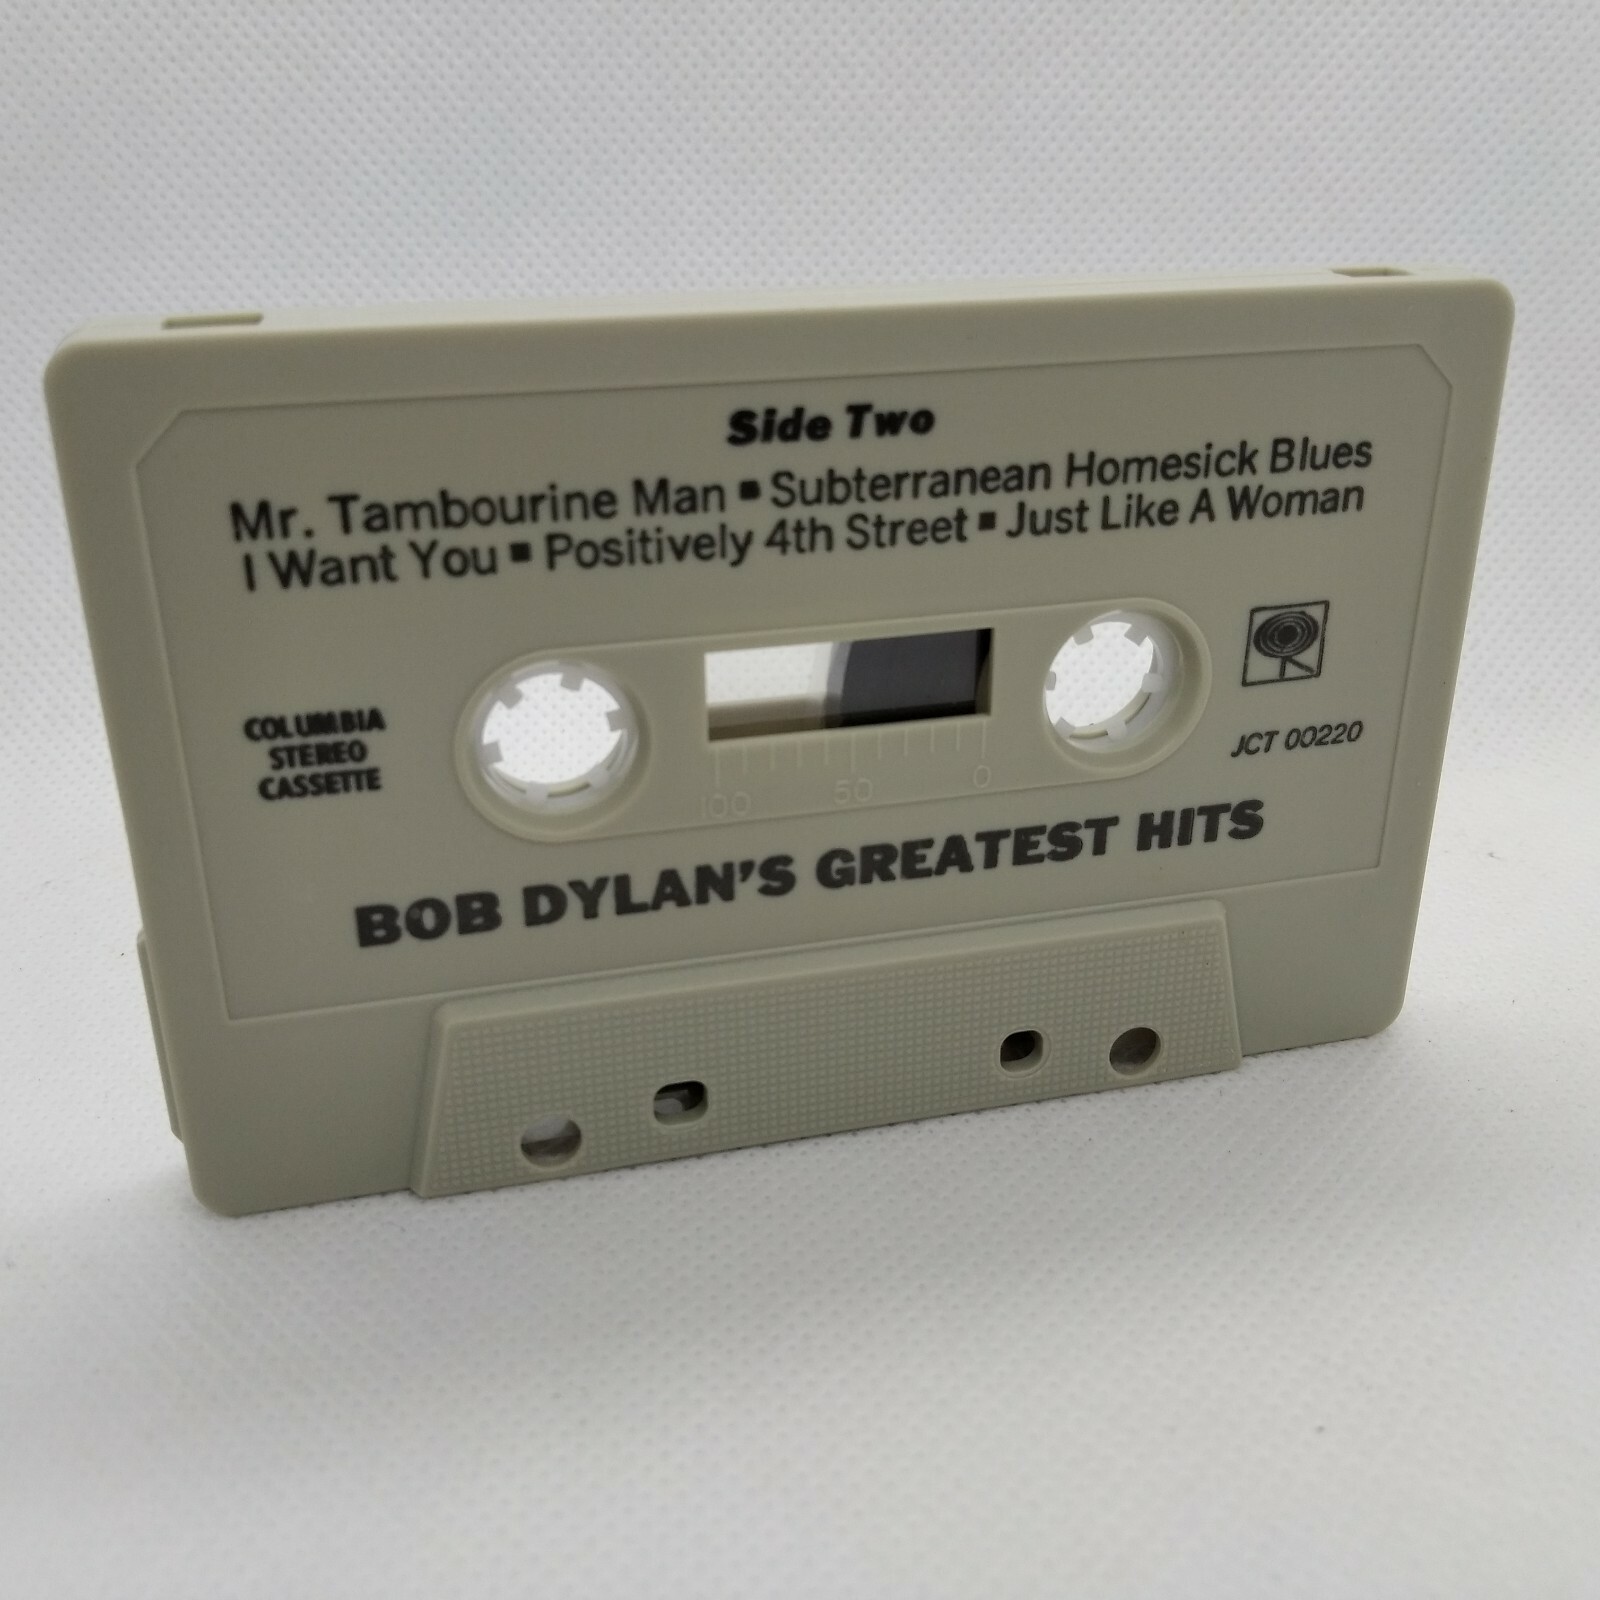 Side Two
Mr. Tambourine Man ▪ Subterranean Homesick Blues
I Want You ▪ Positively 4th Street ▪ Just Like A Woman
COLUMBIA
STEREO
CASSETTE
JCT 00220
100 50 0
BOB DYLAN'S GREATEST HITS